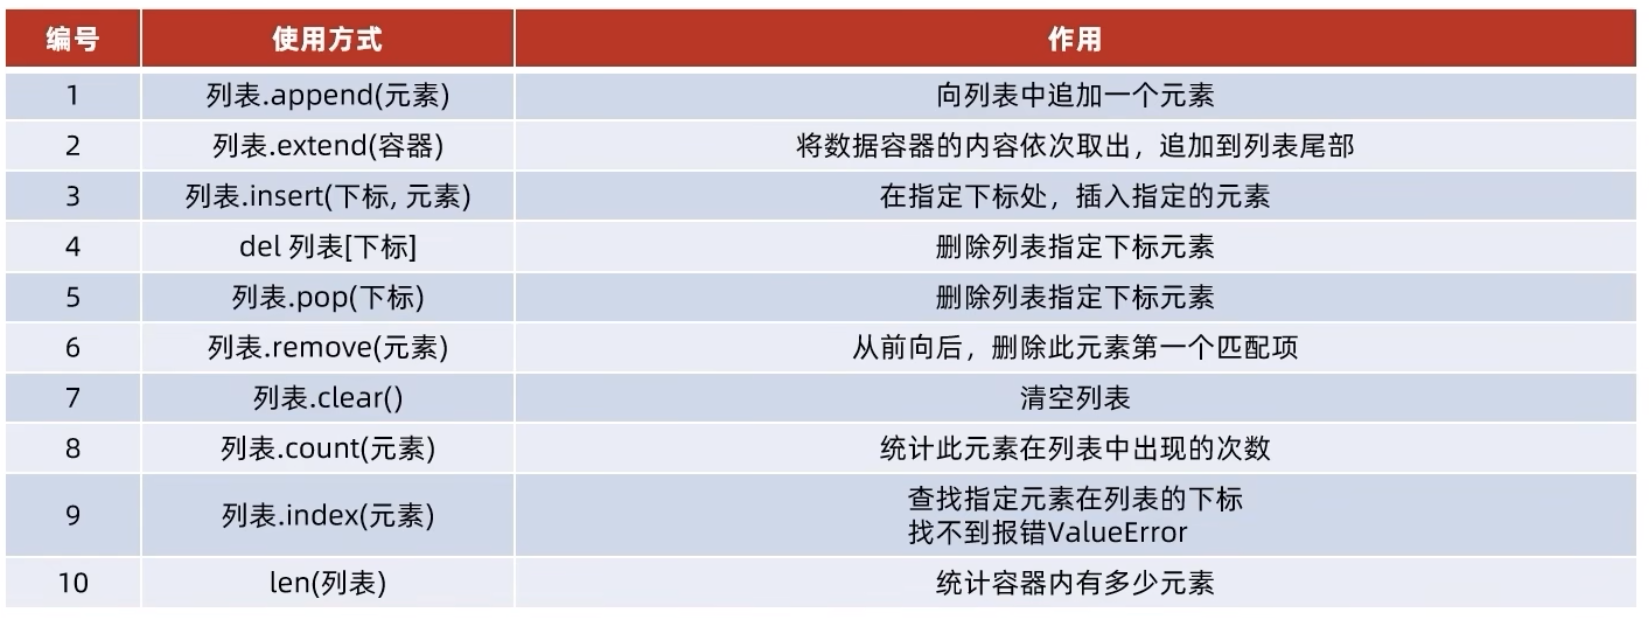 编号 使用方式 作用
1 列表.append(元素) 向列表中追加一个元素
2 列表.extend(容器) 将数据容器的内容依次取出，追加到列表尾部
3 列表.insert(下标, 元素) 在指定下标处，插入指定的元素
4 del 列表[下标] 删除列表指定下标元素
5 列表.pop(下标) 删除列表指定下标元素
6 列表.remove(元素) 从前向后，删除此元素第一个匹配项
7 列表.clear() 清空列表
8 列表.count(元素) 统计此元素在列表中出现的次数
9 列表.index(元素) 查找指定元素在列表的下标
找不到报错ValueError
10 len(列表) 统计容器内有多少元素